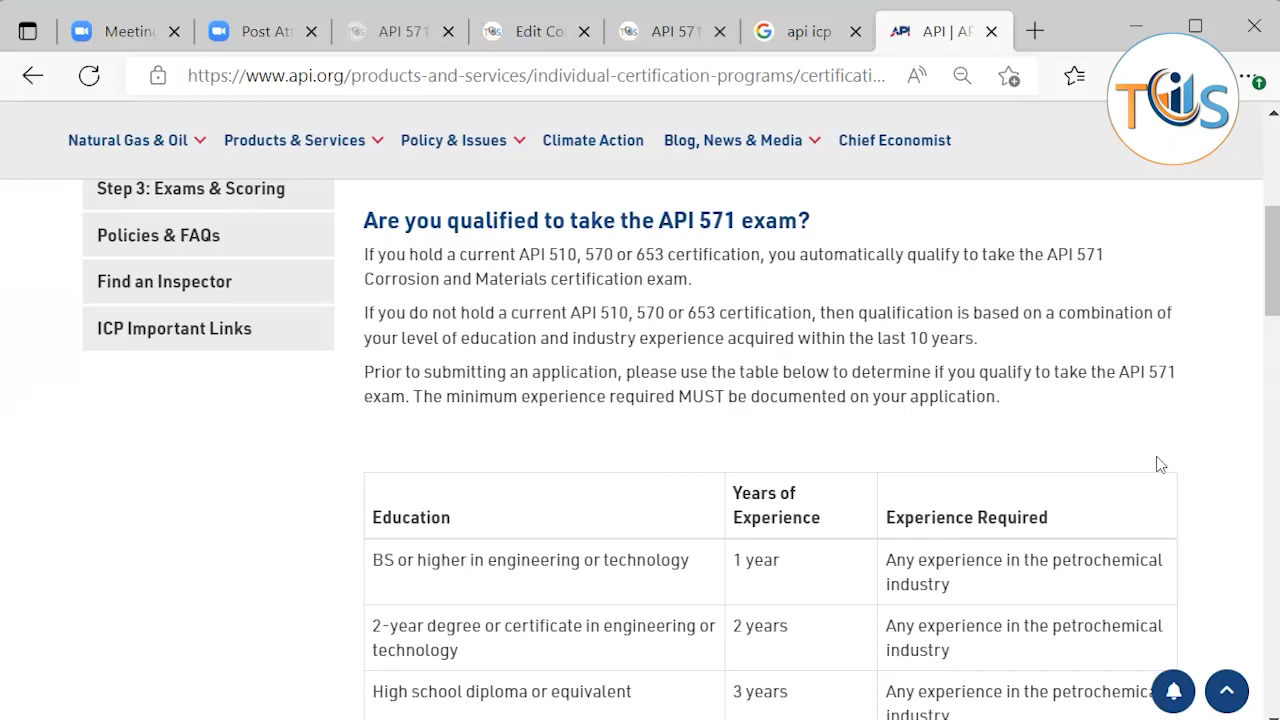 Meetin
Post At
API 571
Edit Co
API 571
api icp
API | AP
https://www.api.org/products-and-services/individual-certification-programs/certificati...
TCS
Natural Gas & Oil
Products & Services
Policy & Issues
Climate Action
Blog, News & Media
Chief Economist
Step 3: Exams & Scoring
Policies & FAQs
Find an Inspector
ICP Important Links
Are you qualified to take the API 571 exam?
If you hold a current API 510, 570 or 653 certification, you automatically qualify to take the API 571
Corrosion and Materials certification exam.
If you do not hold a current API 510, 570 or 653 certification, then qualification is based on a combination of
your level of education and industry experience acquired within the last 10 years.
Prior to submitting an application, please use the table below to determine if you qualify to take the API 571
exam. The minimum experience required MUST be documented on your application.
Education
Years of
Experience
Experience Required
BS or higher in engineering or technology
1 year
Any experience in the petrochemical
industry
2-year degree or certificate in engineering or
technology
2 years
Any experience in the petrochemical
industry
High school diploma or equivalent
3 years
Any experience in the petrochemica
industry